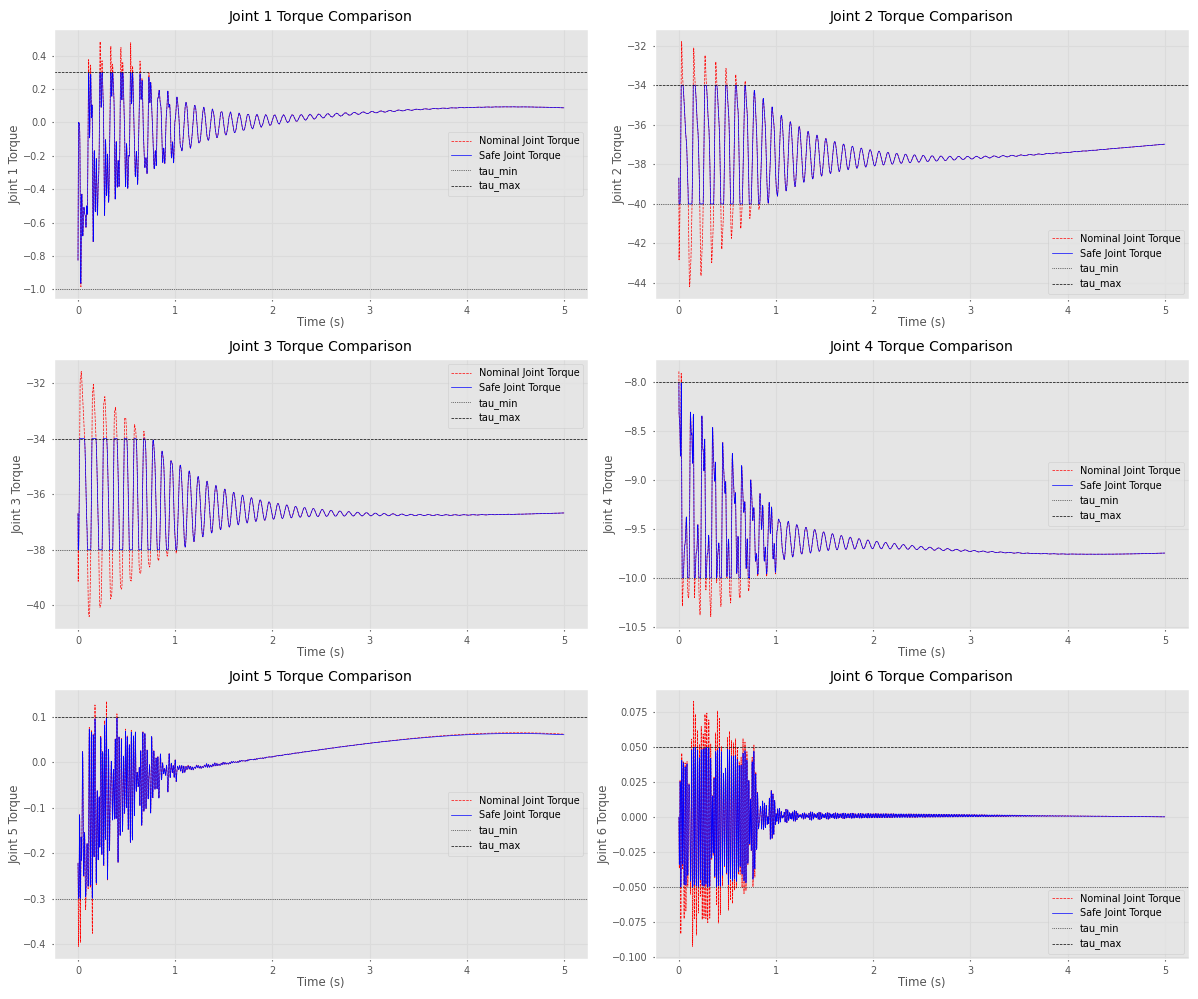 Joint 1 Torque Comparison
0.4
0.2
0.0
−0.2
−0.4
−0.6
−0.8
−1.0
Joint 1 Torque
Nominal Joint Torque
Safe Joint Torque
tau_min
tau_max
0 1 2 3 4 5
Time (s)
Joint 2 Torque Comparison
−32
−34
−36
−38
−40
−42
−44
Joint 2 Torque
Nominal Joint Torque
Safe Joint Torque
tau_min
tau_max
0 1 2 3 4 5
Time (s)
Joint 3 Torque Comparison
−32
−34
−36
−38
−40
Joint 3 Torque
Nominal Joint Torque
Safe Joint Torque
tau_min
tau_max
0 1 2 3 4 5
Time (s)
Joint 4 Torque Comparison
−8.0
−8.5
−9.0
−9.5
−10.0
−10.5
Joint 4 Torque
Nominal Joint Torque
Safe Joint Torque
tau_min
tau_max
0 1 2 3 4 5
Time (s)
Joint 5 Torque Comparison
0.1
0.0
−0.1
−0.2
−0.3
−0.4
Joint 5 Torque
Nominal Joint Torque
Safe Joint Torque
tau_min
tau_max
0 1 2 3 4 5
Time (s)
Joint 6 Torque Comparison
0.075
0.050
0.025
0.000
−0.025
−0.050
−0.075
−0.100
Joint 6 Torque
Nominal Joint Torque
Safe Joint Torque
tau_min
tau_max
0 1 2 3 4 5
Time (s)